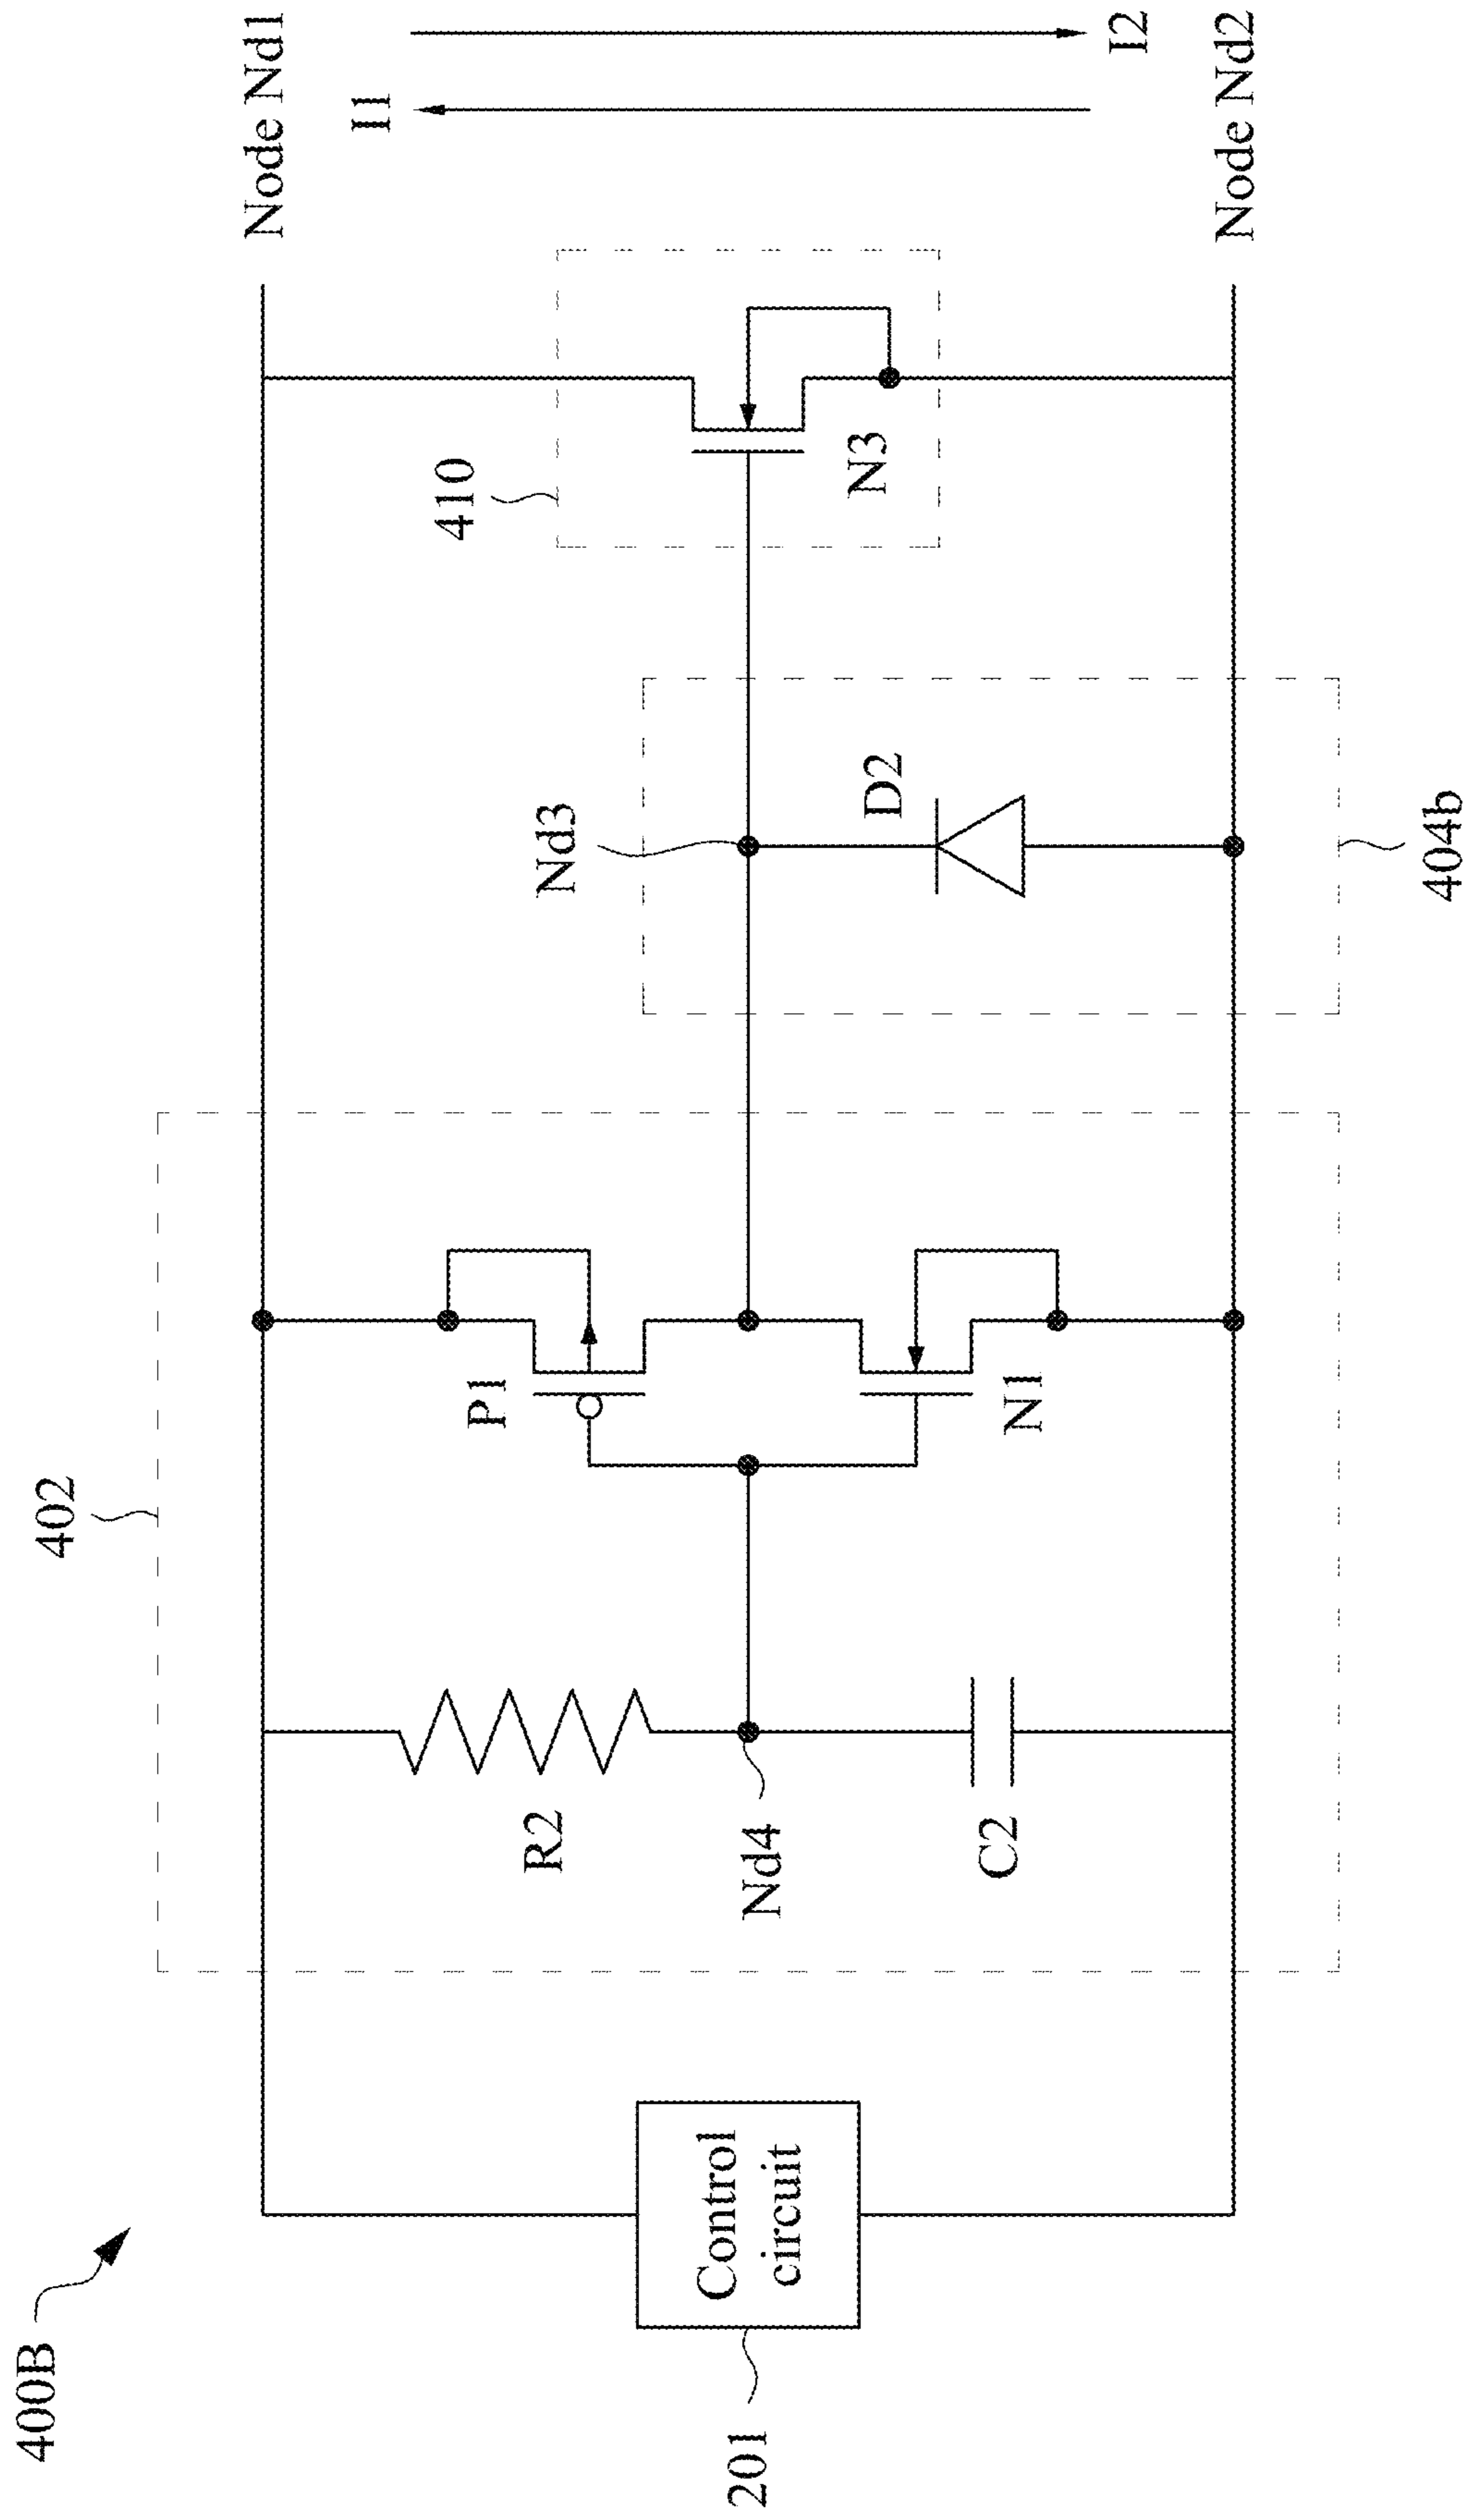 400B
402
410
Node Nd1
I1
I2
P1
R2
Nd3
Nd4
Control
circuit
201
N1
C2
D2
N3
404b
Node Nd2